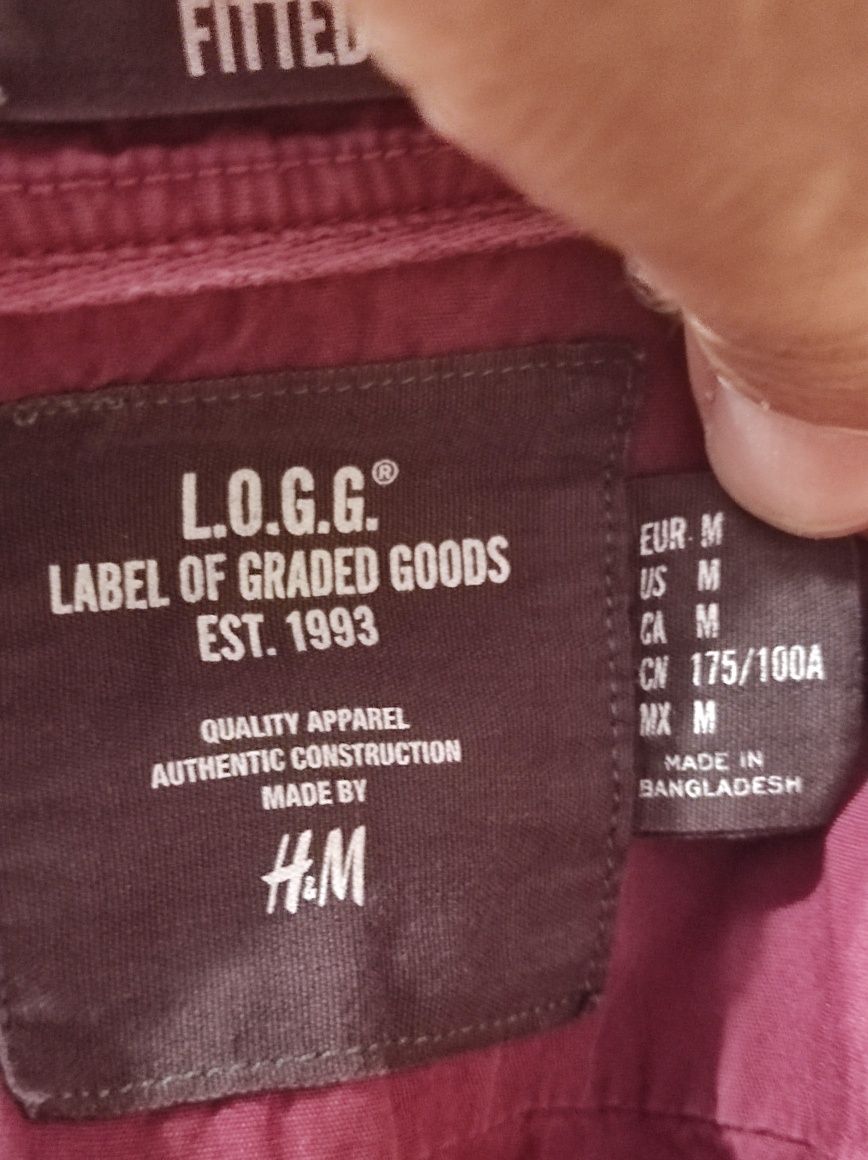 FITTED
L.O.G.G.®
LABEL OF GRADED GOODS
EST. 1993
QUALITY APPAREL
AUTHENTIC CONSTRUCTION
MADE BY
H&M
EUR M
US M
CA M
CN 175/100A
MX M
MADE IN
BANGLADESH